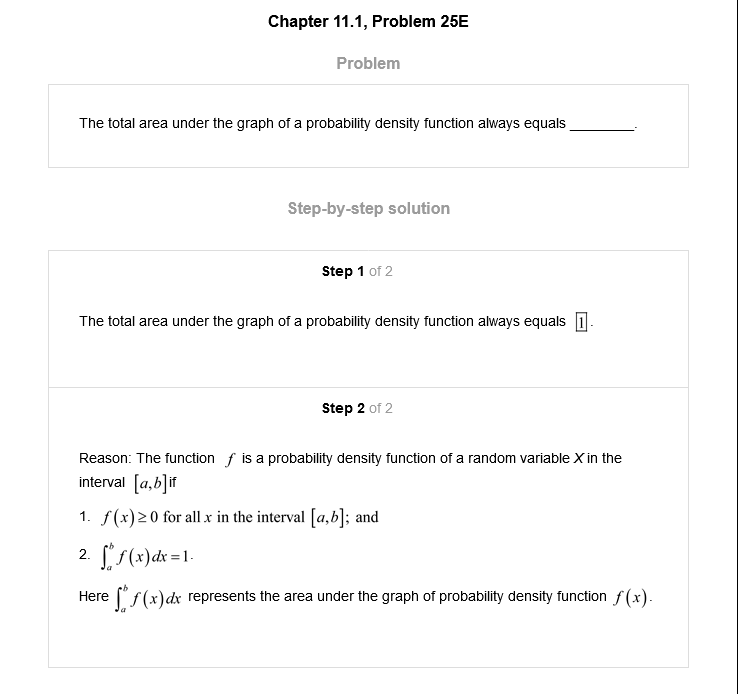 Chapter 11.1, Problem 25E
Problem
The total area under the graph of a probability density function always equals ________.
Step-by-step solution
Step 1 of 2
The total area under the graph of a probability density function always equals 1.
Step 2 of 2
Reason: The function f is a probability density function of a random variable X in the
interval [a,b] if
1. f(x) ≥ 0 for all x in the interval [a,b]; and
2. ∫_a^b f(x)dx = 1.
Here ∫_a^b f(x)dx represents the area under the graph of probability density function f(x).